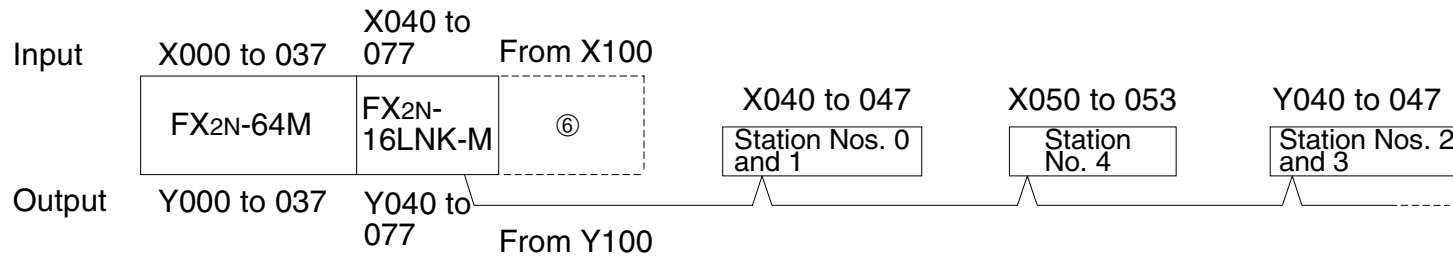 X040 to
Input X000 to 037 077 From X100
FX2N-64M
FX2N-
16LNK-M
⑥
X040 to 047
Station Nos. 0
and 1
X050 to 053
Station
No. 4
Y040 to 047
Station Nos. 2
and 3
Output Y000 to 037 Y040 to
077
From Y100